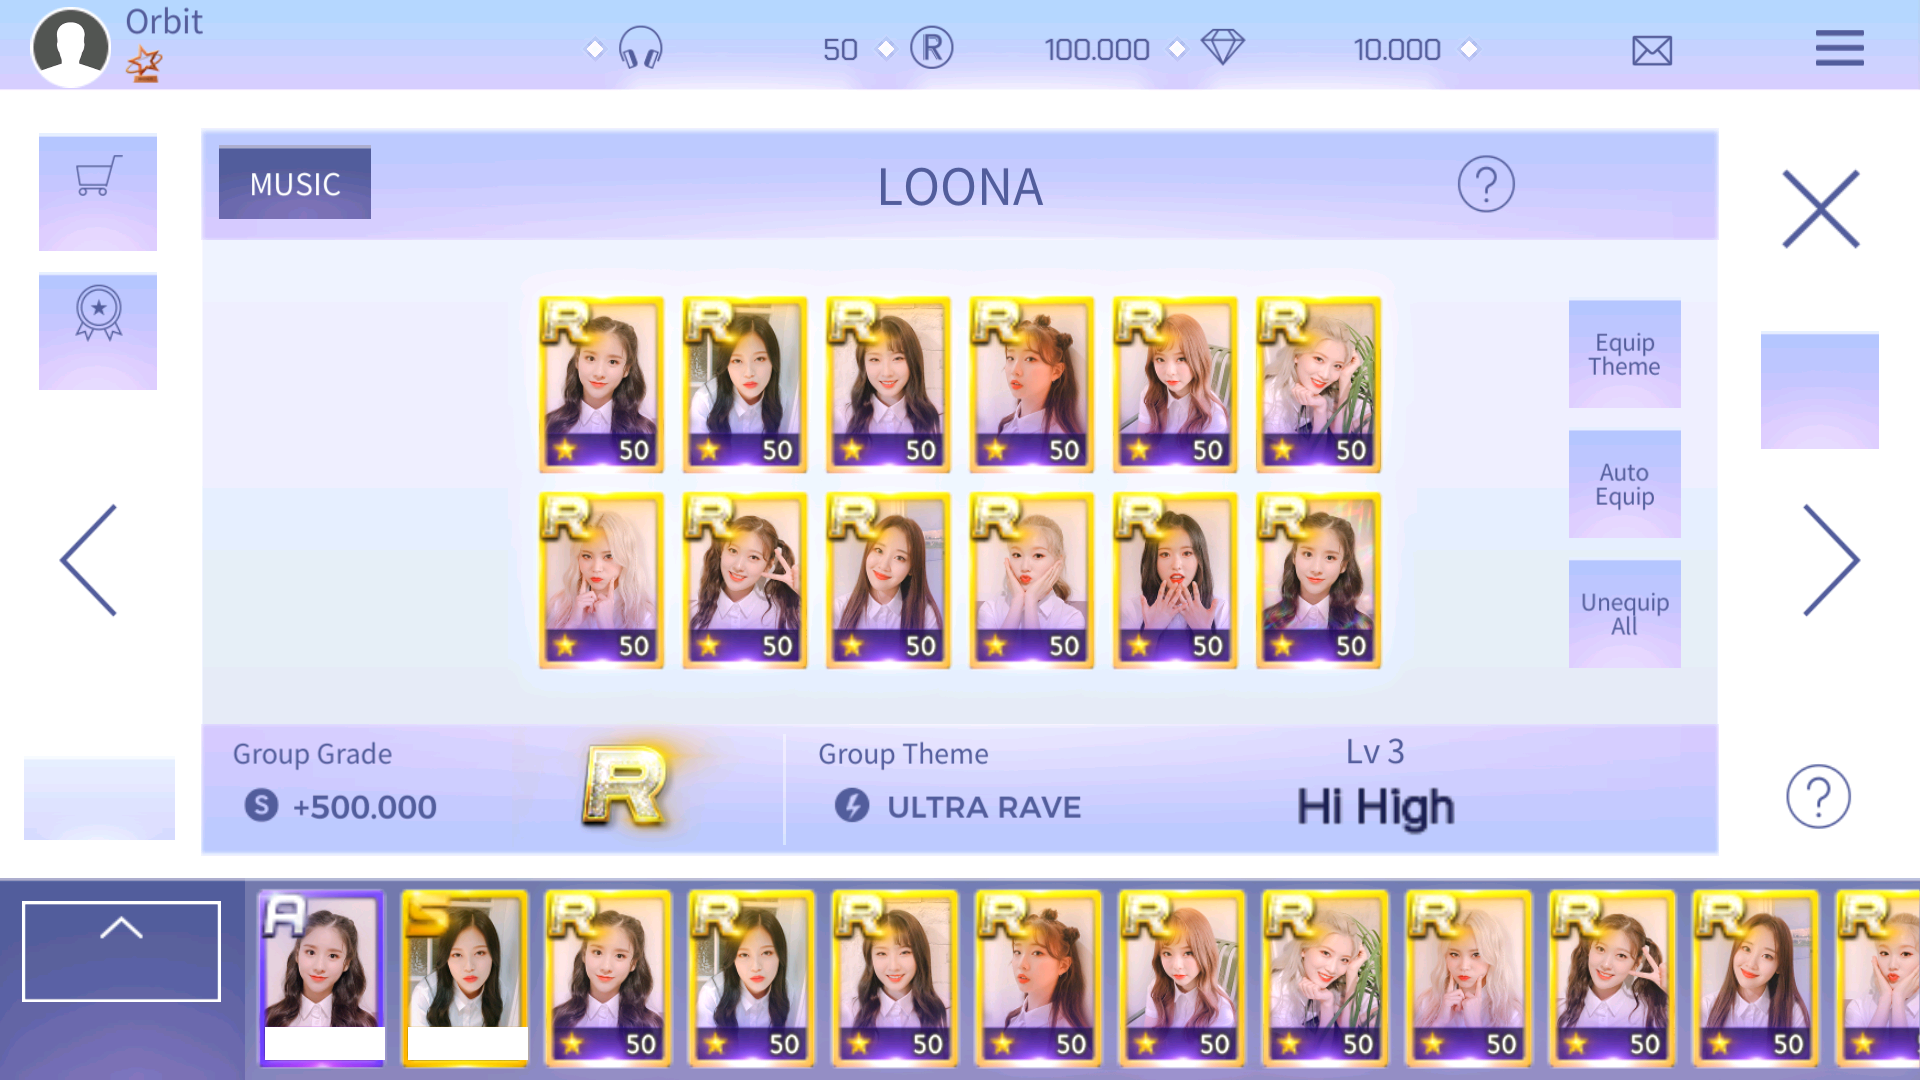 Orbit
50
R
100.000
10.000
MUSIC
LOONA
?
R R R R R R
50 50 50 50 50 50
R R R R R R
50 50 50 50 50 50
Equip
Theme
Auto
Equip
Unequip
All
Group Grade
S +500.000
R
Group Theme
ULTRA RAVE
Lv 3
Hi High
?
A S R R R R R R R R R R
50 50 50 50 50 50 50 50 50